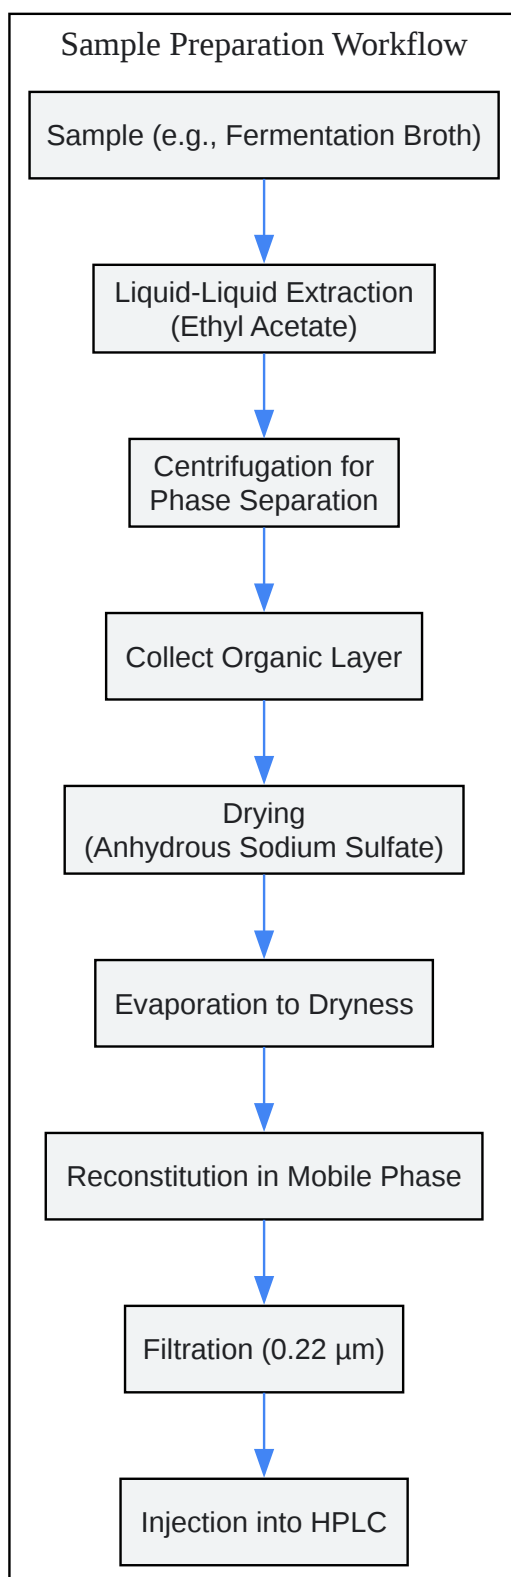 Sample Preparation Workflow
Sample (e.g., Fermentation Broth)
Liquid-Liquid Extraction
(Ethyl Acetate)
Centrifugation for
Phase Separation
Collect Organic Layer
Drying
(Anhydrous Sodium Sulfate)
Evaporation to Dryness
Reconstitution in Mobile Phase
Filtration (0.22 µm)
Injection into HPLC